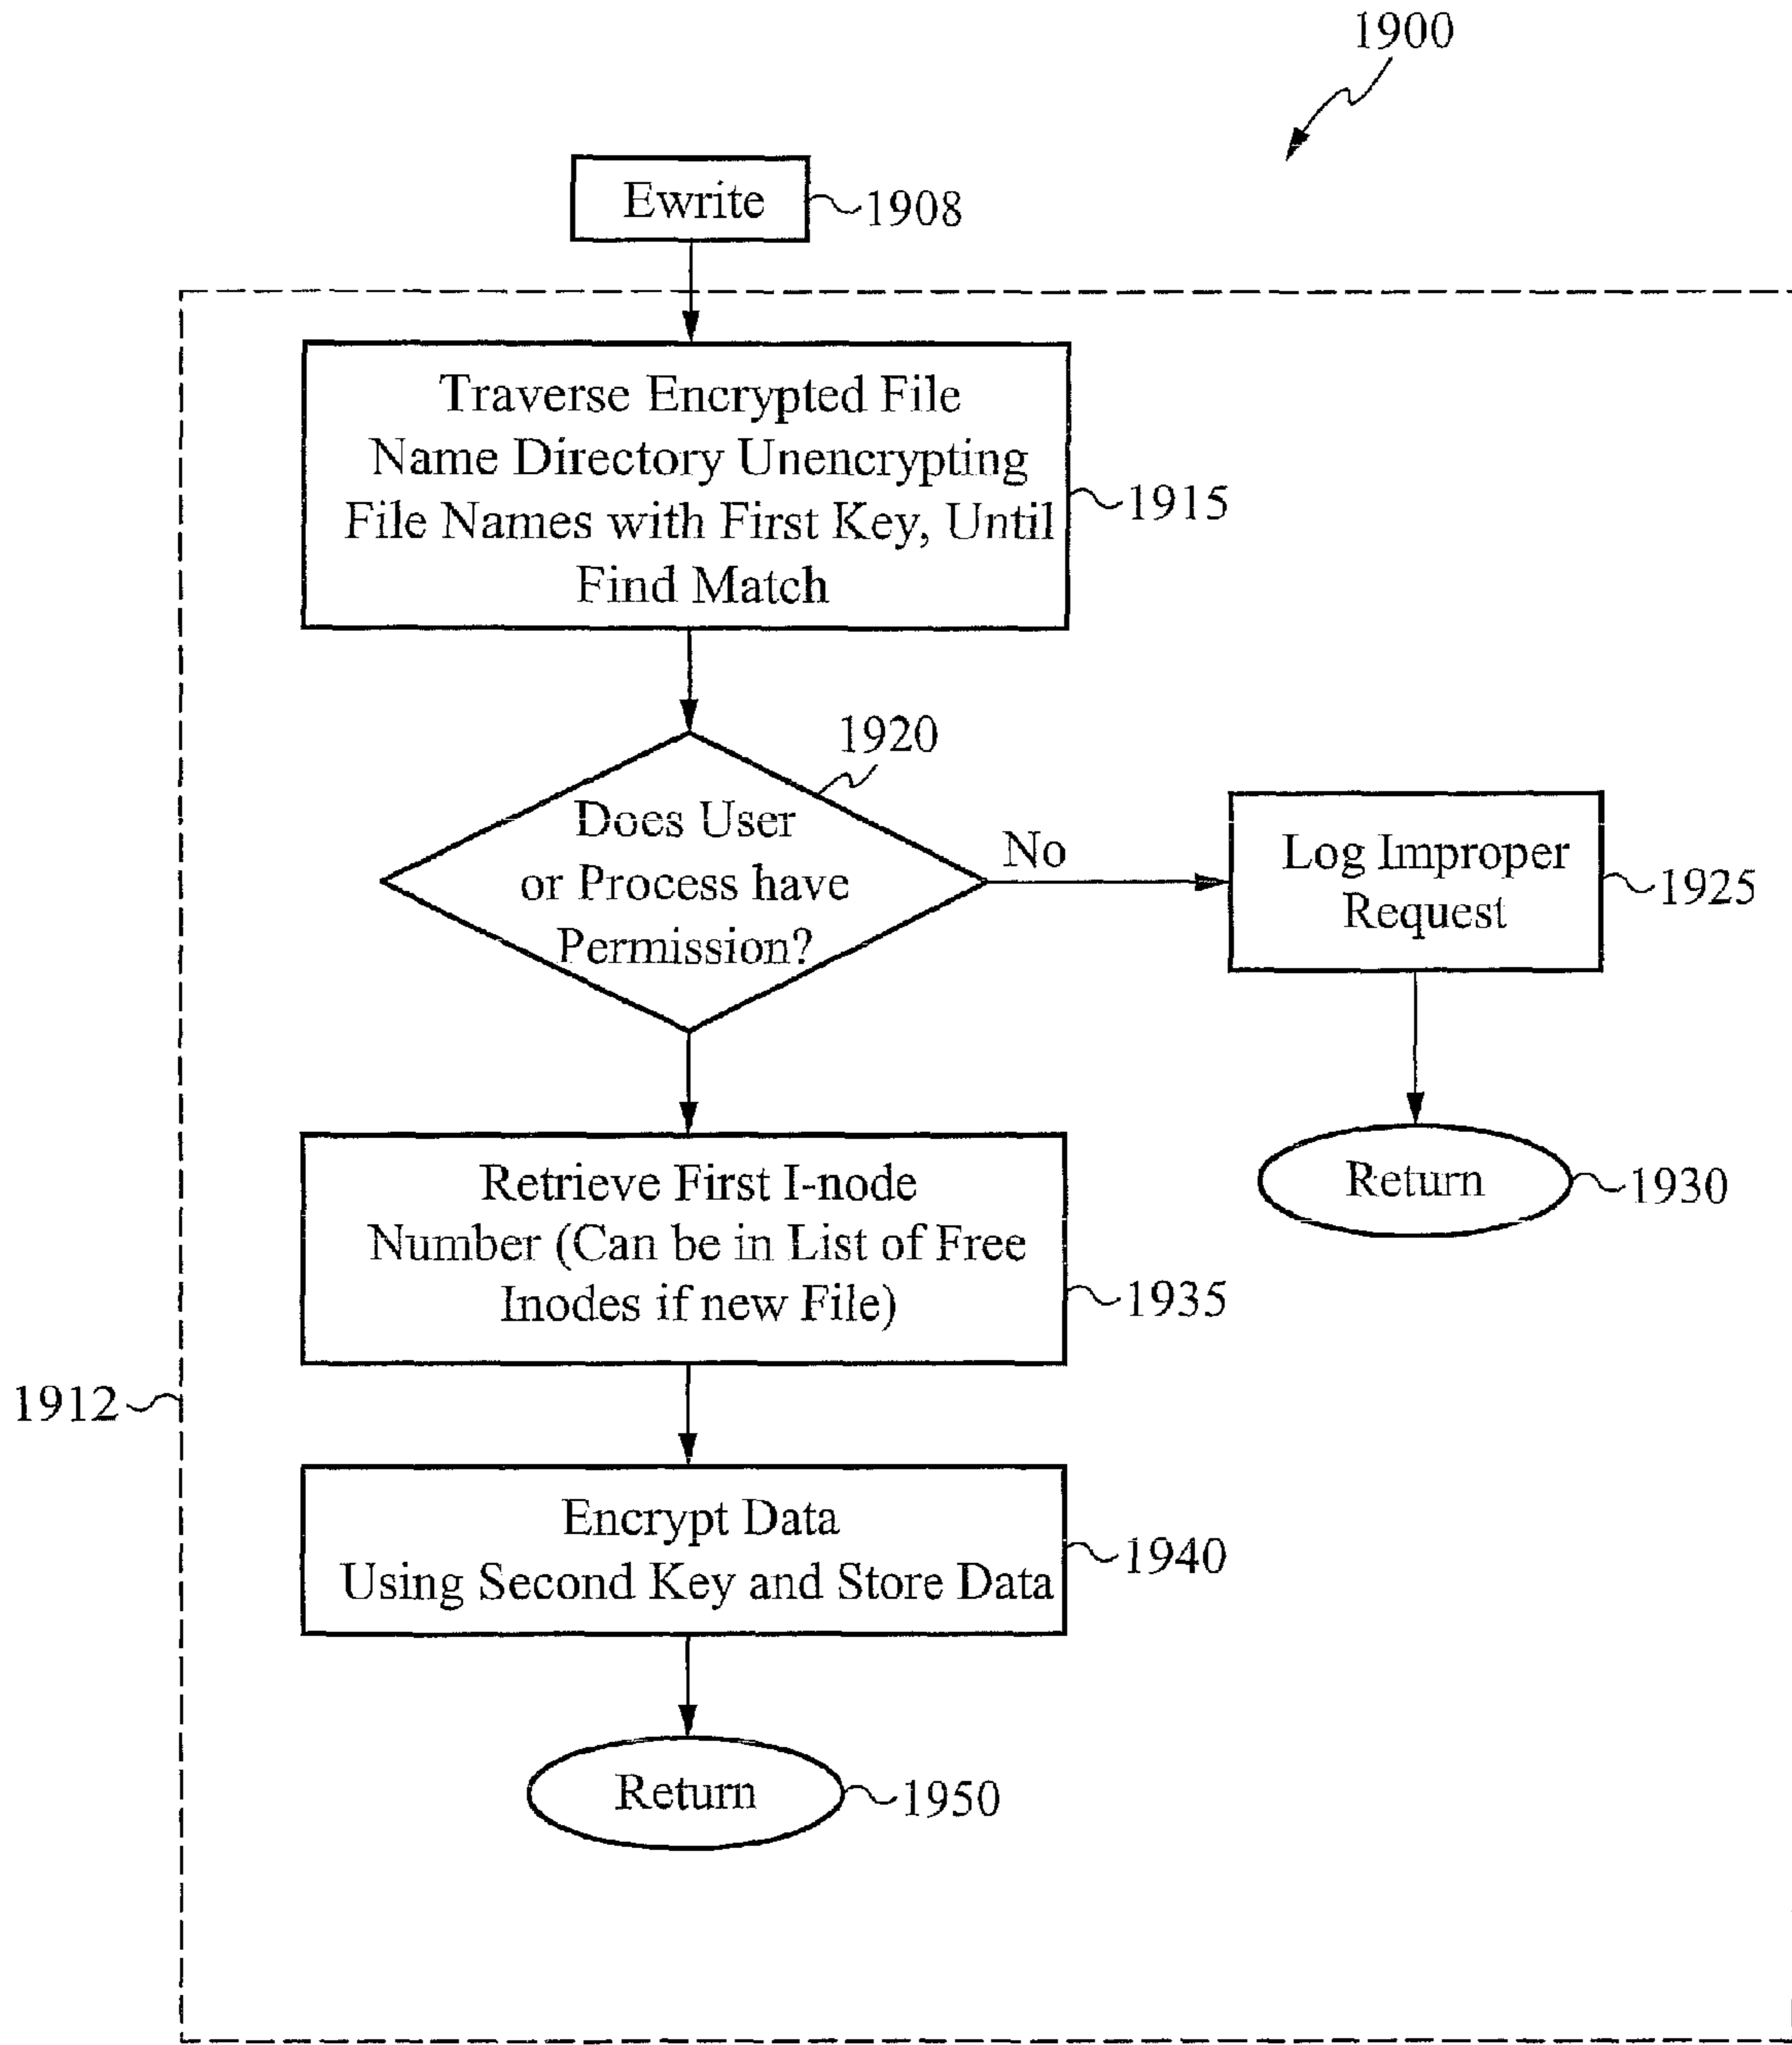 1900
Ewrite
1908
Traverse Encrypted File
Name Directory Unencrypting
File Names with First Key, Until
Find Match
1915
1920
Does User
or Process have
Permission?
No
Log Improper
Request
1925
Return
1930
Retrieve First I-node
Number (Can be in List of Free
Inodes if new File)
1935
1912
Encrypt Data
Using Second Key and Store Data
1940
Return
1950